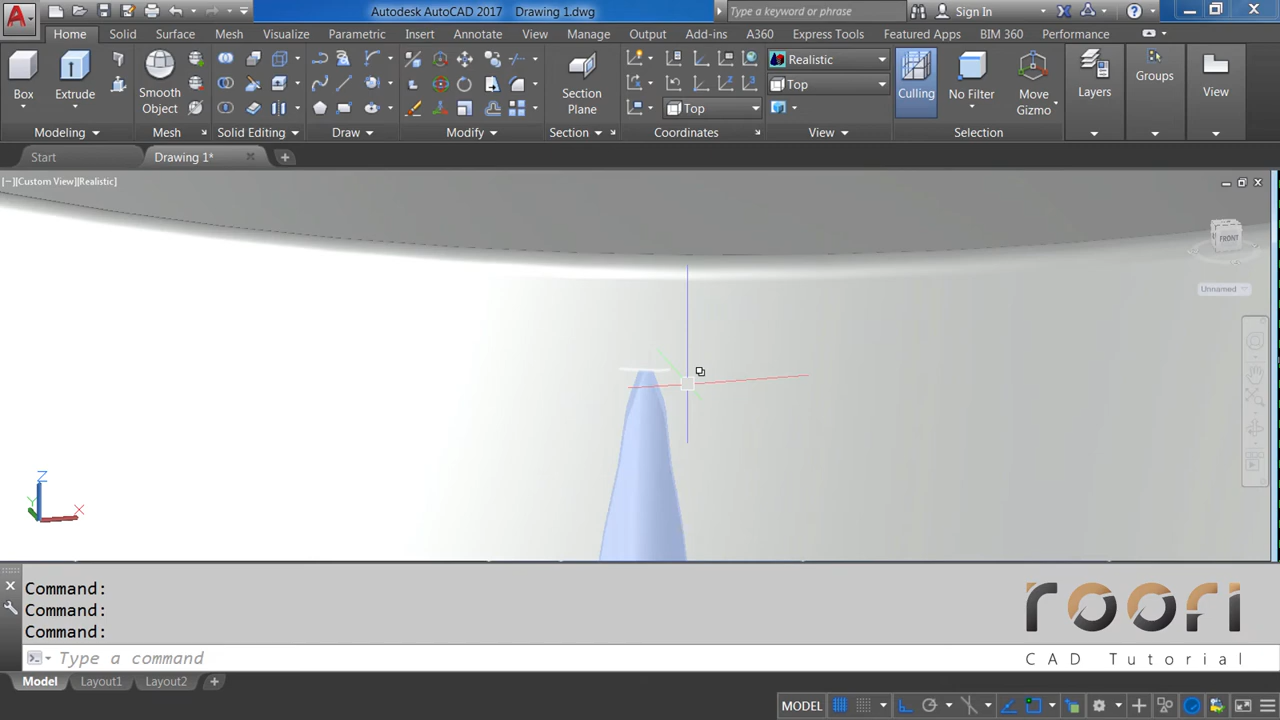 Autodesk AutoCAD 2017 Drawing 1.dwg
Type a keyword or phrase
Sign In
Home Solid Surface Mesh Visualize Parametric Insert Annotate View Manage Output Add-ins A360 Express Tools Featured Apps BIM 360 Performance
Box
Extrude
Smooth
Object
Section
Plane
Realistic
Top
Top
Culling
No Filter
Move
Gizmo
Layers
Groups
View
Modeling Mesh Solid Editing Draw Modify Section Coordinates View Selection
Start Drawing 1*
[−][Custom View][Realistic]
FRONT
Unnamed
Z
Y
X
Command:
Command:
Command:
Type a command
roori
CAD Tutorial
Model Layout1 Layout2
MODEL